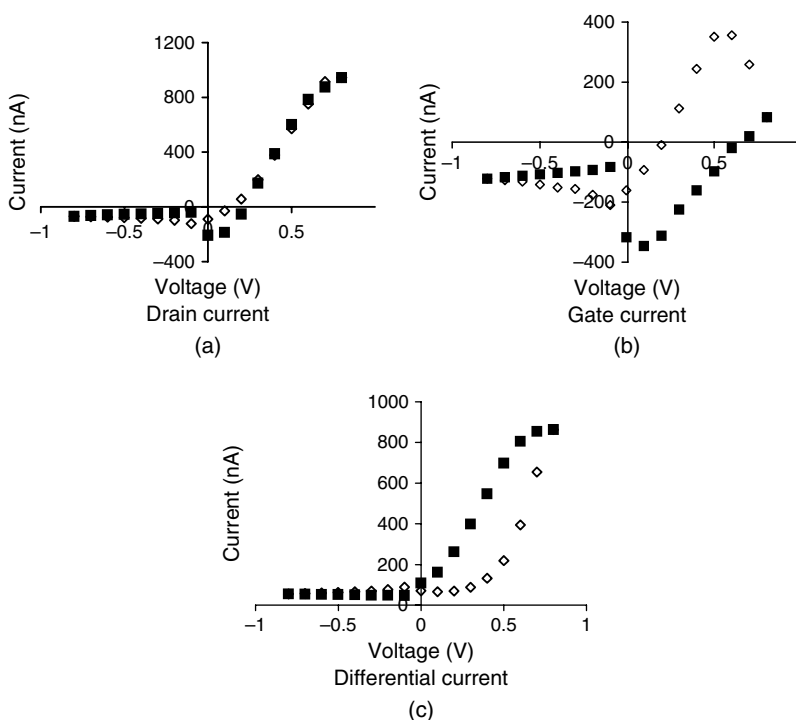 1200
800
400
0
−400
−1
−0.5
0
0.5
Current (nA)
Voltage (V)
Drain current
(a)
400
200
0
−200
−400
−1
−0.5
0
0.5
1
Current (nA)
Voltage (V)
Gate current
(b)
1000
800
600
400
200
0
−1
−0.5
0
0.5
1
Current (nA)
Voltage (V)
Differential current
(c)